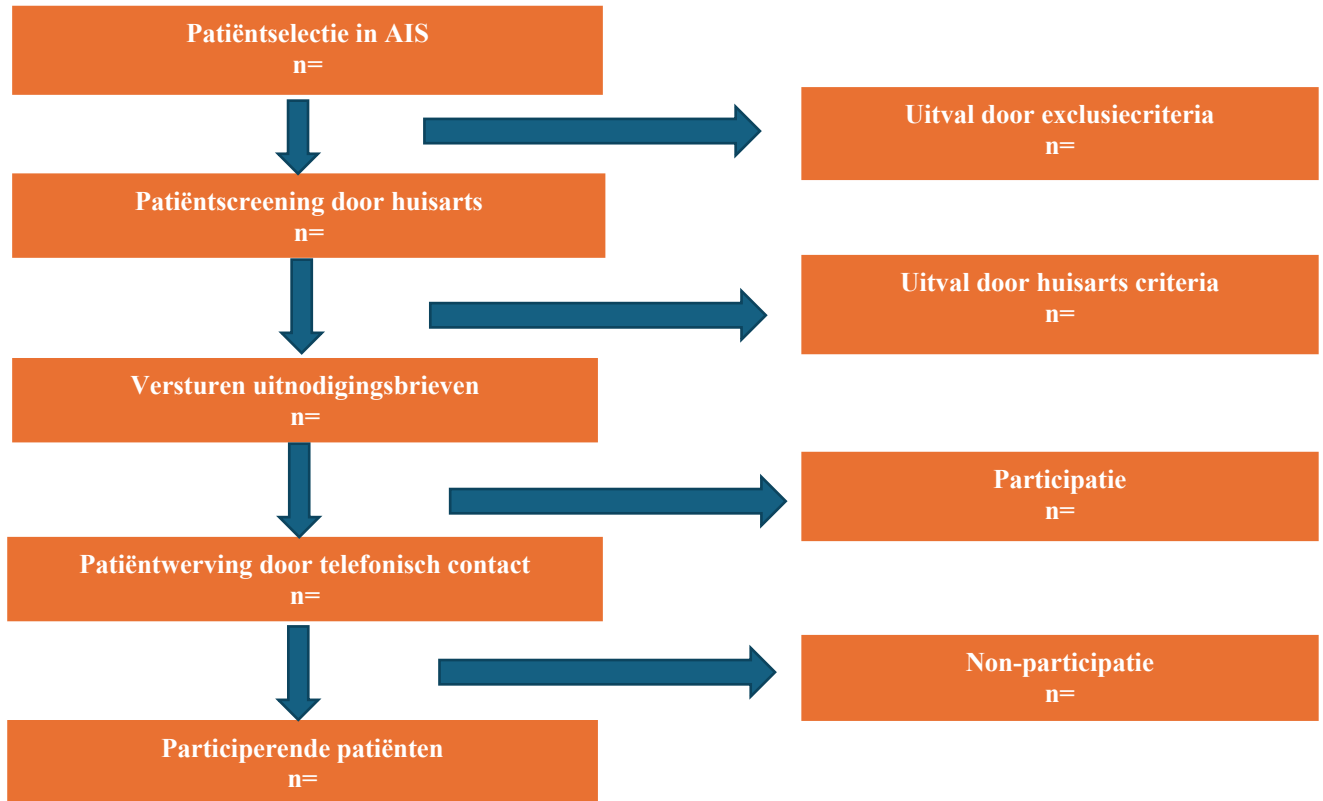 Patiëntselectie in AIS
n=
Uitval door exclusiecriteria
n=
Patiëntscreening door huisarts
n=
Uitval door huisarts criteria
n=
Versturen uitnodigingsbrieven
n=
Participatie
n=
Patiëntwerving door telefonisch contact
n=
Non-participatie
n=
Participerende patiënten
n=